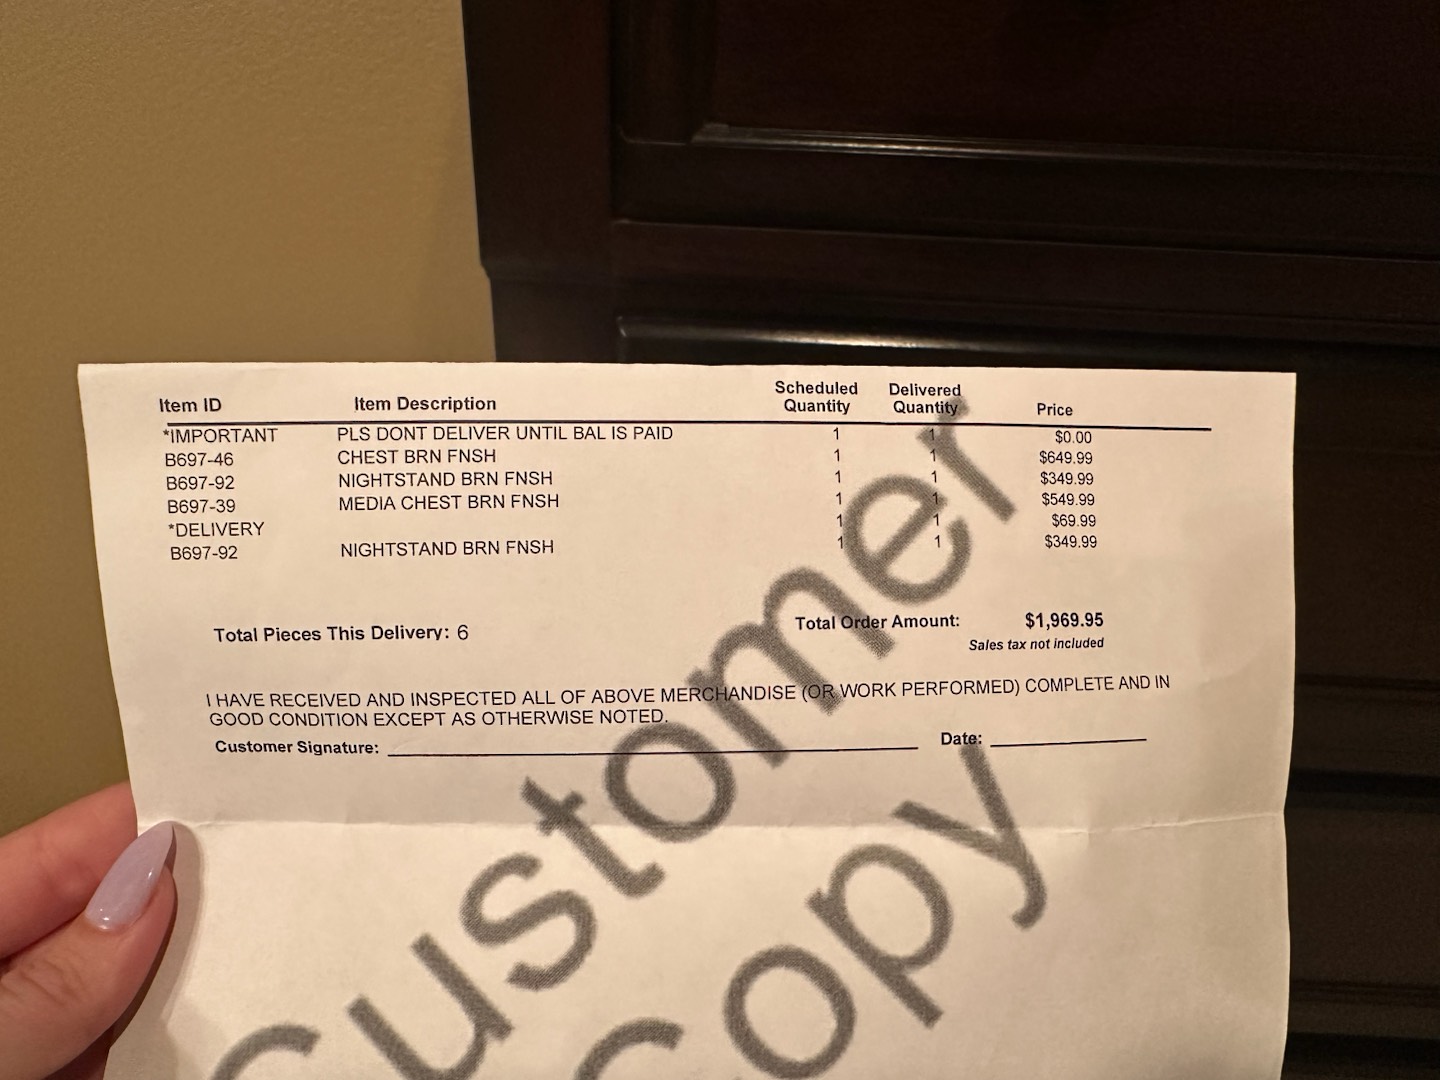 Item ID Item Description Scheduled Quantity Delivered Quantity Price
*IMPORTANT PLS DONT DELIVER UNTIL BAL IS PAID 1 1 $0.00
B697-46 CHEST BRN FNSH 1 1 $649.99
B697-92 NIGHTSTAND BRN FNSH 1 1 $349.99
B697-39 MEDIA CHEST BRN FNSH 1 1 $549.99
*DELIVERY 1 1 $69.99
B697-92 NIGHTSTAND BRN FNSH 1 1 $349.99
Total Pieces This Delivery: 6 Total Order Amount: $1,969.95
Sales tax not included
I HAVE RECEIVED AND INSPECTED ALL OF ABOVE MERCHANDISE (OR WORK PERFORMED) COMPLETE AND IN
GOOD CONDITION EXCEPT AS OTHERWISE NOTED.
Customer Signature: Date:
Customer
Copy